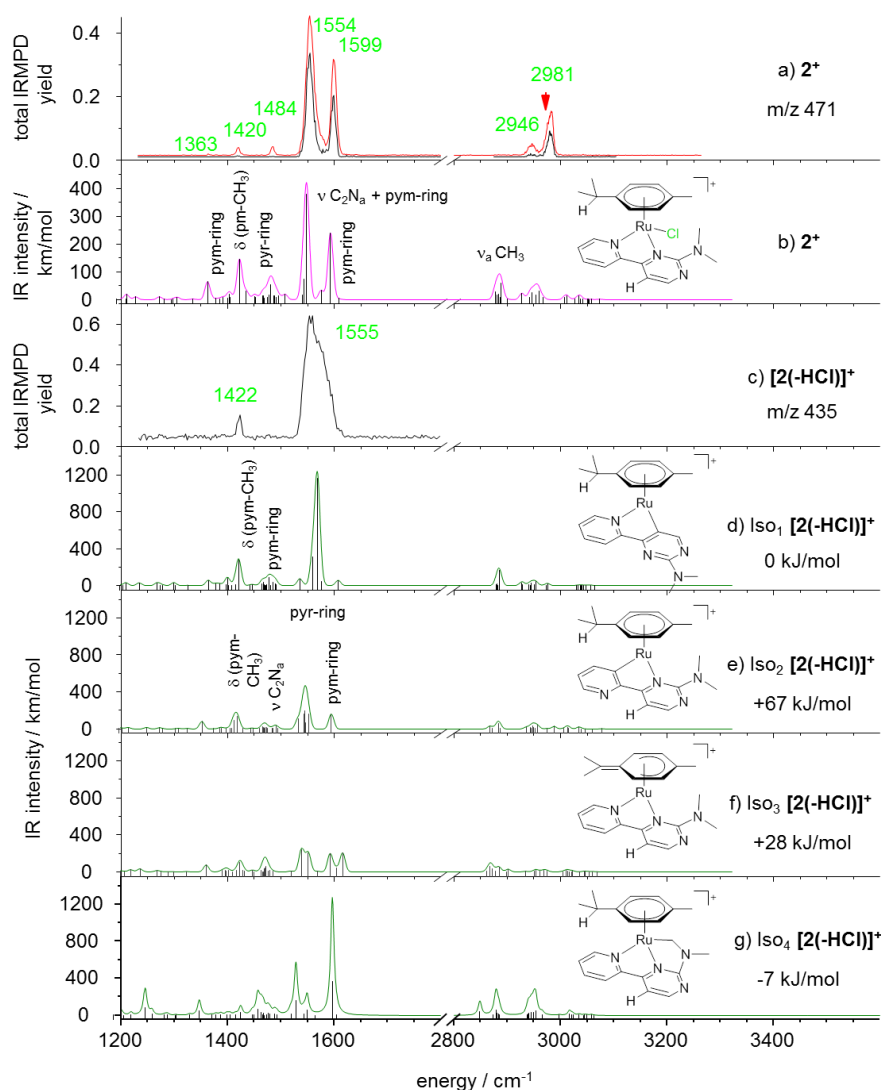 total IRMPD
yield
0.4
0.2
0.0
1363
1420
1484
1554
1599
2946
2981
a) 2+
m/z 471
IR intensity /
km/mol
400
300
200
100
0
pym-ring
δ (pm-CH3)
pyr-ring
ν C2Na + pym-ring
pym-ring
νa CH3
]+
H
Ru
Cl
N
N
N
N
H
b) 2+
total IRMPD
yield
0.6
0.4
0.2
0.0
1422
1555
c) [2(-HCl)]+
m/z 435
IR intensity / km/mol
1200
800
400
0
δ (pym-CH3)
pym-ring
]+
H
Ru
N
N
N
N
d) Iso1 [2(-HCl)]+
0 kJ/mol
1200
800
400
0
δ (pym-
CH3)
ν C2Na
pyr-ring
pym-ring
]+
H
Ru
N
N
N
N
H
e) Iso2 [2(-HCl)]+
+67 kJ/mol
1200
800
400
0
]+
Ru
N
N
N
N
H
f) Iso3 [2(-HCl)]+
+28 kJ/mol
1200
800
400
0
]+
H
Ru
N
N
N
N
H
g) Iso4 [2(-HCl)]+
-7 kJ/mol
1200 1400 1600 2800 2800 3000 3200 3400
energy / cm-1